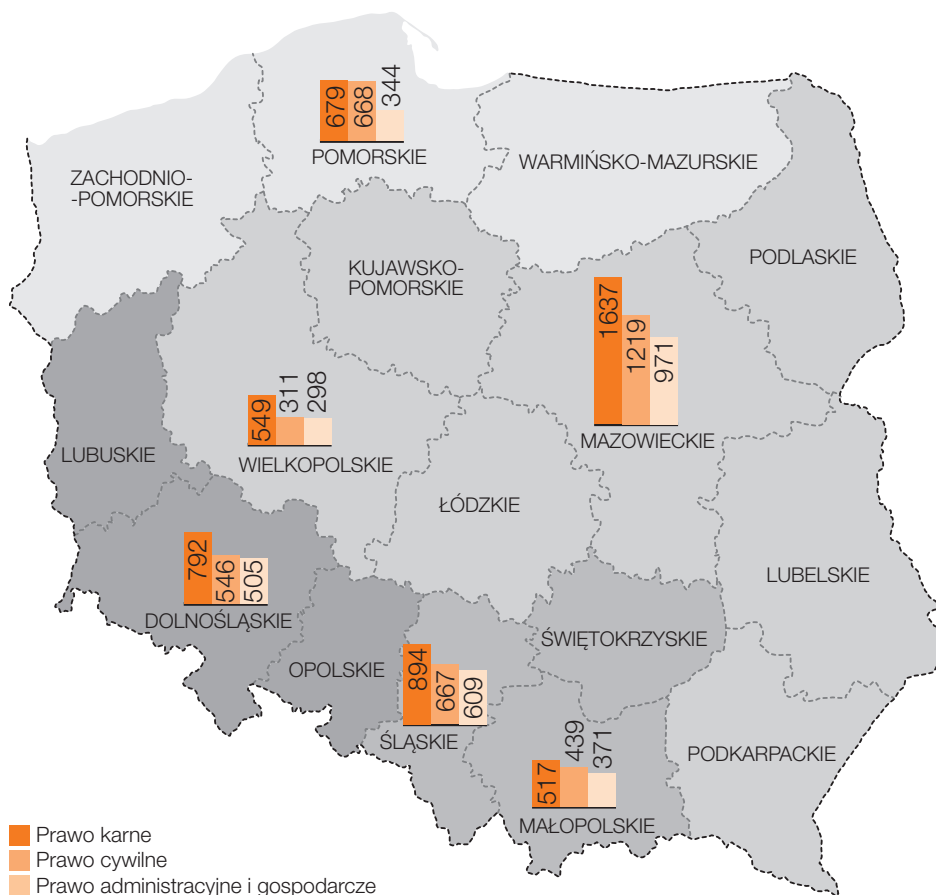 679
668
344
POMORSKIE
WARMIŃSKO-MAZURSKIE
ZACHODNIO-
-POMORSKIE
PODLASKIE
KUJAWSKO-
POMORSKIE
1637
1219
971
MAZOWIECKIE
549
311
298
WIELKOPOLSKIE
LUBUSKIE
ŁÓDZKIE
792
546
505
DOLNOŚLĄSKIE
LUBELSKIE
ŚWIĘTOKRZYSKIE
OPOLSKIE
894
667
609
ŚLĄSKIE
PODKARPACKIE
517
439
371
MAŁOPOLSKIE
Prawo karne
Prawo cywilne
Prawo administracyjne i gospodarcze